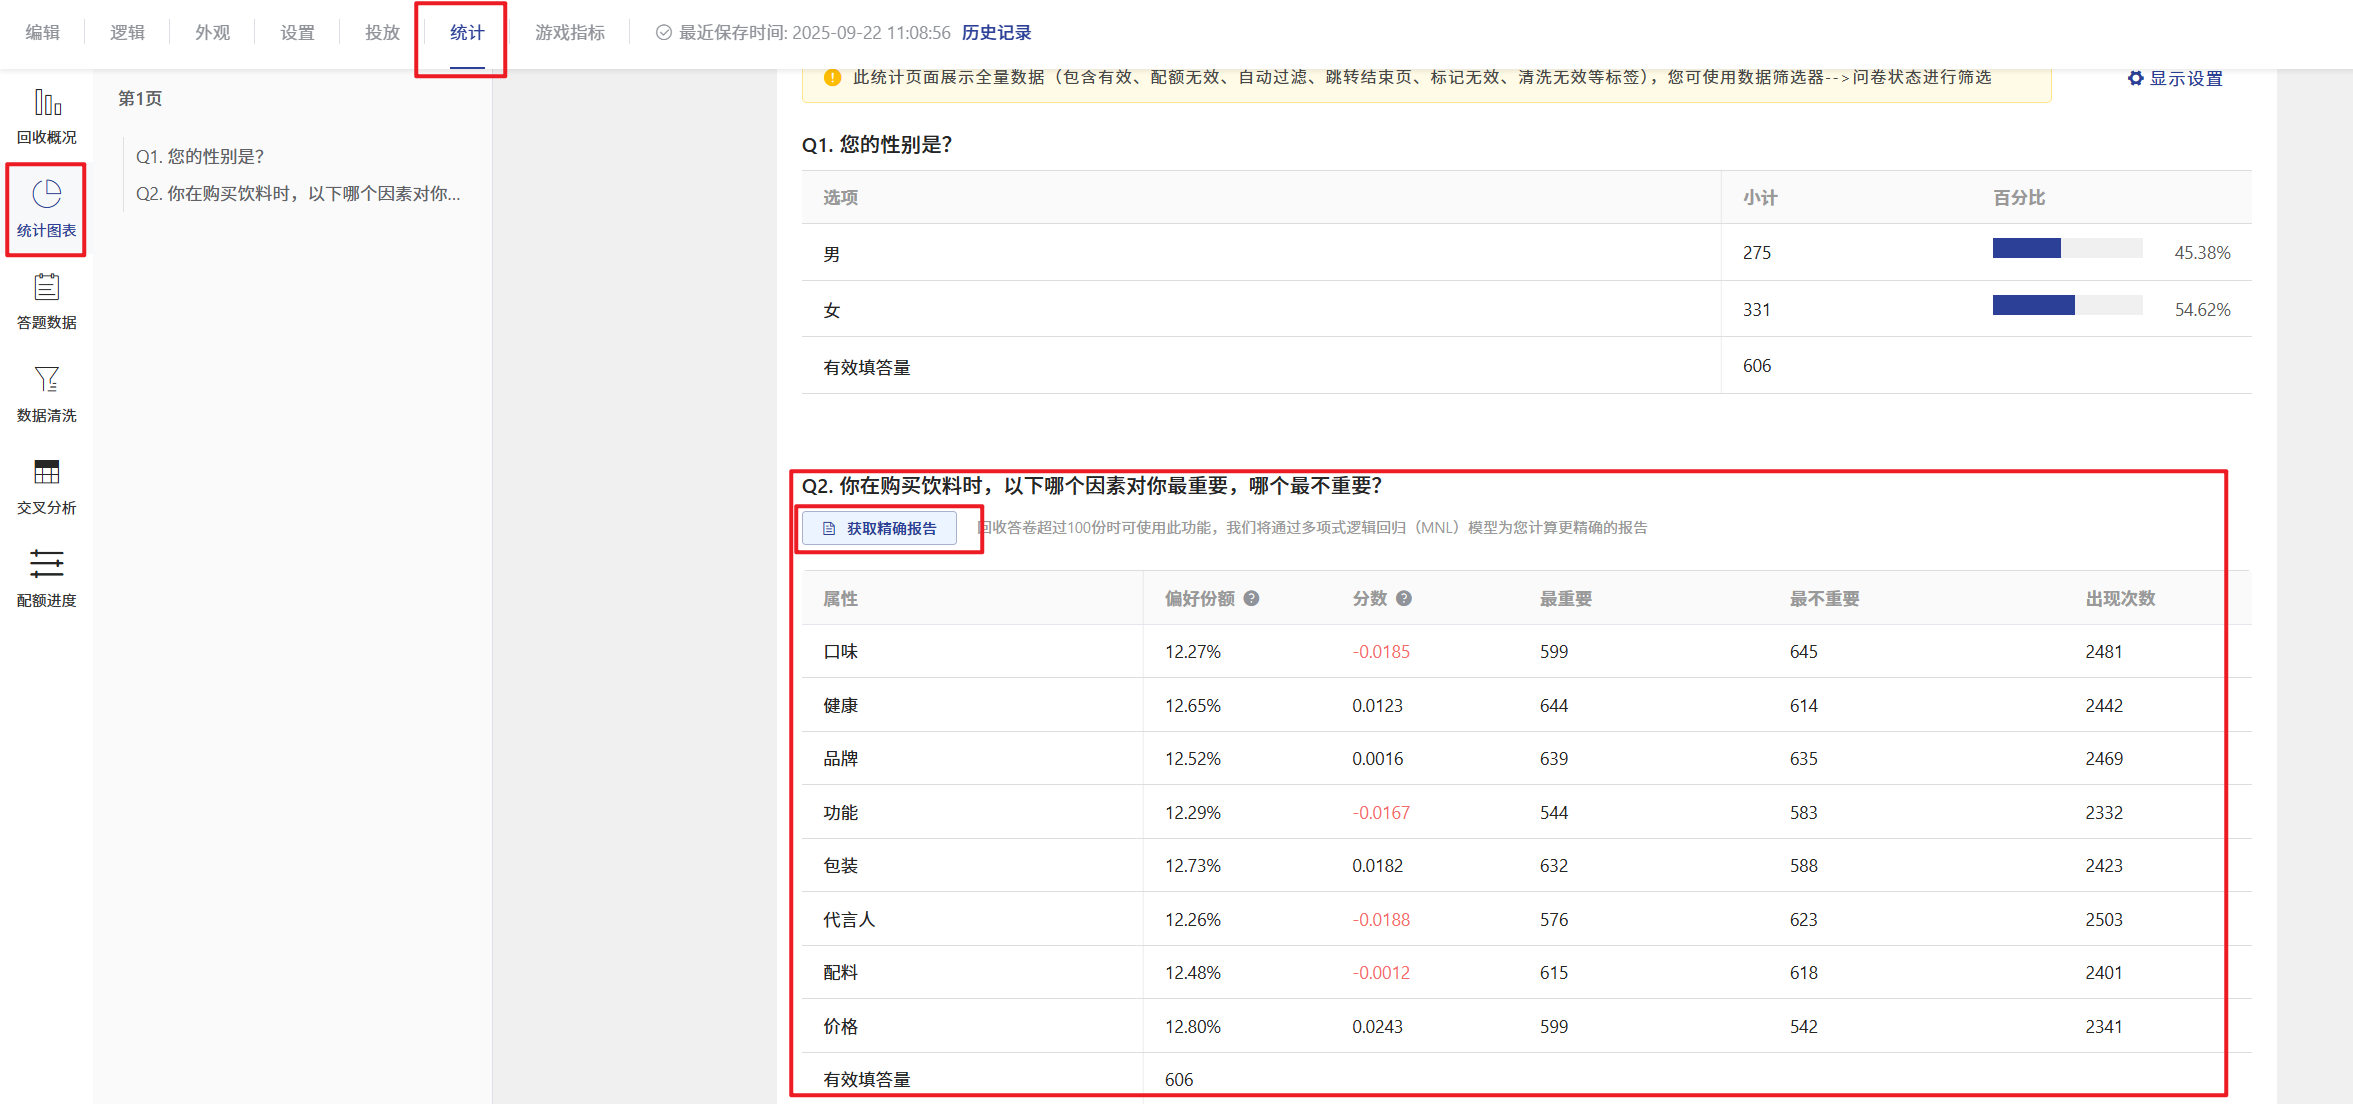 编辑 逻辑 外观 设置 投放 统计 游戏指标 最近保存时间: 2025-09-22 11:08:56 历史记录
回收概况
统计图表
答题数据
数据清洗
交叉分析
配额进度
第1页
Q1. 您的性别是?
Q2. 你在购买饮料时，以下哪个因素对你...
此统计页面展示全量数据（包含有效、配额无效、自动过滤、跳转结束页、标记无效、清洗无效等标签），您可使用数据筛选器-->问卷状态进行筛选
显示设置
Q1. 您的性别是?
选项 小计 百分比
男 275 45.38%
女 331 54.62%
有效填答量 606
Q2. 你在购买饮料时，以下哪个因素对你最重要，哪个最不重要?
获取精确报告 回收答卷超过100份时可使用此功能，我们将通过多项式逻辑回归（MNL）模型为您计算更精确的报告
属性 偏好份额 ? 分数 ? 最重要 最不重要 出现次数
口味 12.27% -0.0185 599 645 2481
健康 12.65% 0.0123 644 614 2442
品牌 12.52% 0.0016 639 635 2469
功能 12.29% -0.0167 544 583 2332
包装 12.73% 0.0182 632 588 2423
代言人 12.26% -0.0188 576 623 2503
配料 12.48% -0.0012 615 618 2401
价格 12.80% 0.0243 599 542 2341
有效填答量 606